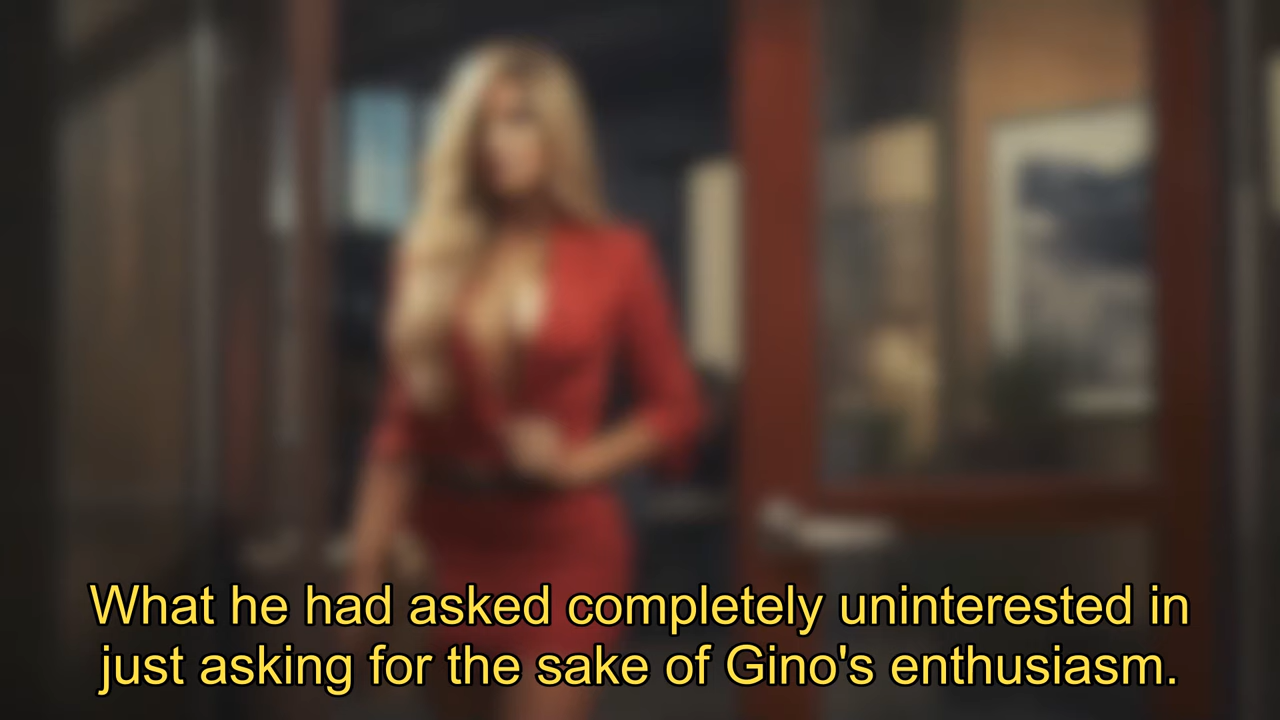 What he had asked completely uninterested in
just asking for the sake of Gino's enthusiasm.